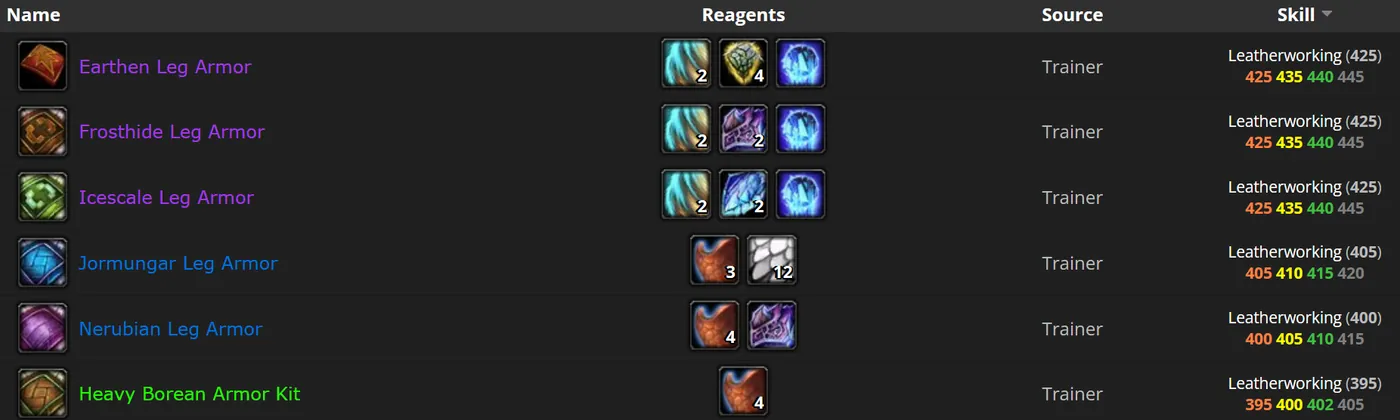 Name Reagents Source Skill
Earthen Leg Armor 2 4 Trainer Leatherworking (425)
425 435 440 445
Frosthide Leg Armor 2 2 Trainer Leatherworking (425)
425 435 440 445
Icescale Leg Armor 2 2 Trainer Leatherworking (425)
425 435 440 445
Jormungar Leg Armor 3 12 Trainer Leatherworking (405)
405 410 415 420
Nerubian Leg Armor 4 Trainer Leatherworking (400)
400 405 410 415
Heavy Borean Armor Kit 4 Trainer Leatherworking (395)
395 400 402 405